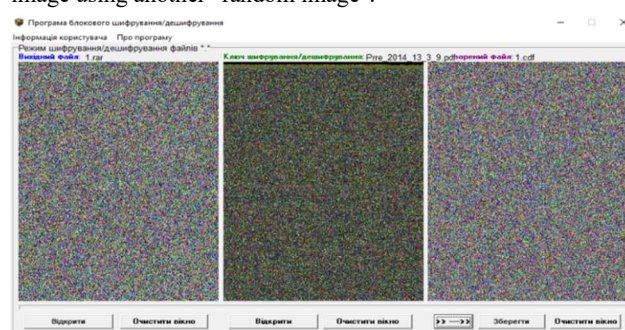 image using another "random image".
Програма блокового шифрування/дешифрування
Інформація користувача Про програму
Режим шифрування/дешифрування файлів *.*
Вихідний файл: 1.rar Ключ шифрування/дешифрування: Prre_2014_13_3_9.pdf ворений файл: 1.cdf
Відкрити Очистити вікно Відкрити Очистити вікно >> —>> Зберегти Очистити вікно